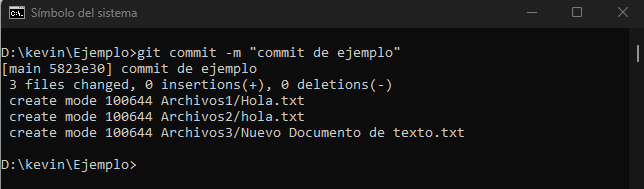 Símbolo del sistema
D:\kevin\Ejemplo>git commit -m "commit de ejemplo"
[main 5823e30] commit de ejemplo
 3 files changed, 0 insertions(+), 0 deletions(-)
 create mode 100644 Archivos1/Hola.txt
 create mode 100644 Archivos2/hola.txt
 create mode 100644 Archivos3/Nuevo Documento de texto.txt
D:\kevin\Ejemplo>